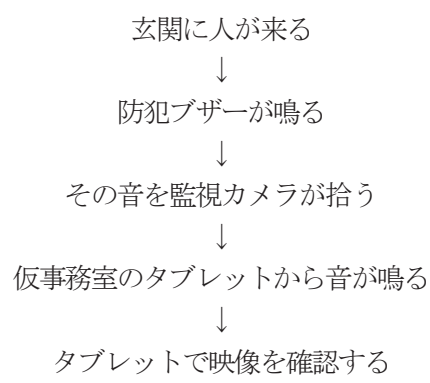 玄関に人が来る
↓
防犯ブザーが鳴る
↓
その音を監視カメラが拾う
↓
仮事務室のタブレットから音が鳴る
↓
タブレットで映像を確認する